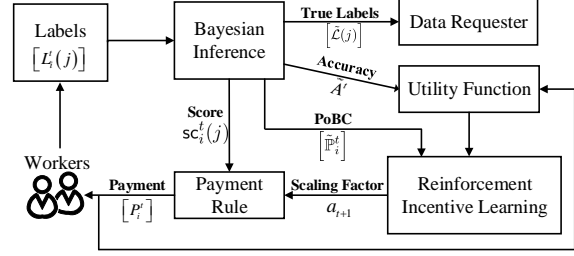 Labels
[L_i^t(j)]
Bayesian
Inference
True Labels
[ℒ̃(j)]
Data Requester
Accuracy
Ã^t
Utility Function
Score
sc_i^t(j)
PoBC
[ℙ̃_i^t]
Workers
Payment
[P_i^t]
Payment
Rule
Scaling Factor
a_{t+1}
Reinforcement
Incentive Learning